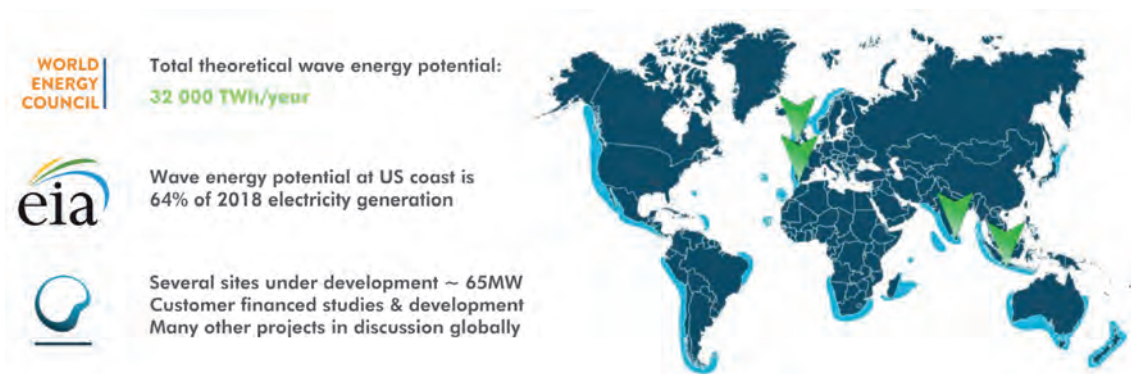 WORLD
ENERGY
COUNCIL
Total theoretical wave energy potential:
32 000 TWh/year
eia
Wave energy potential at US coast is
64% of 2018 electricity generation
Several sites under development ~ 65MW
Customer financed studies & development
Many other projects in discussion globally